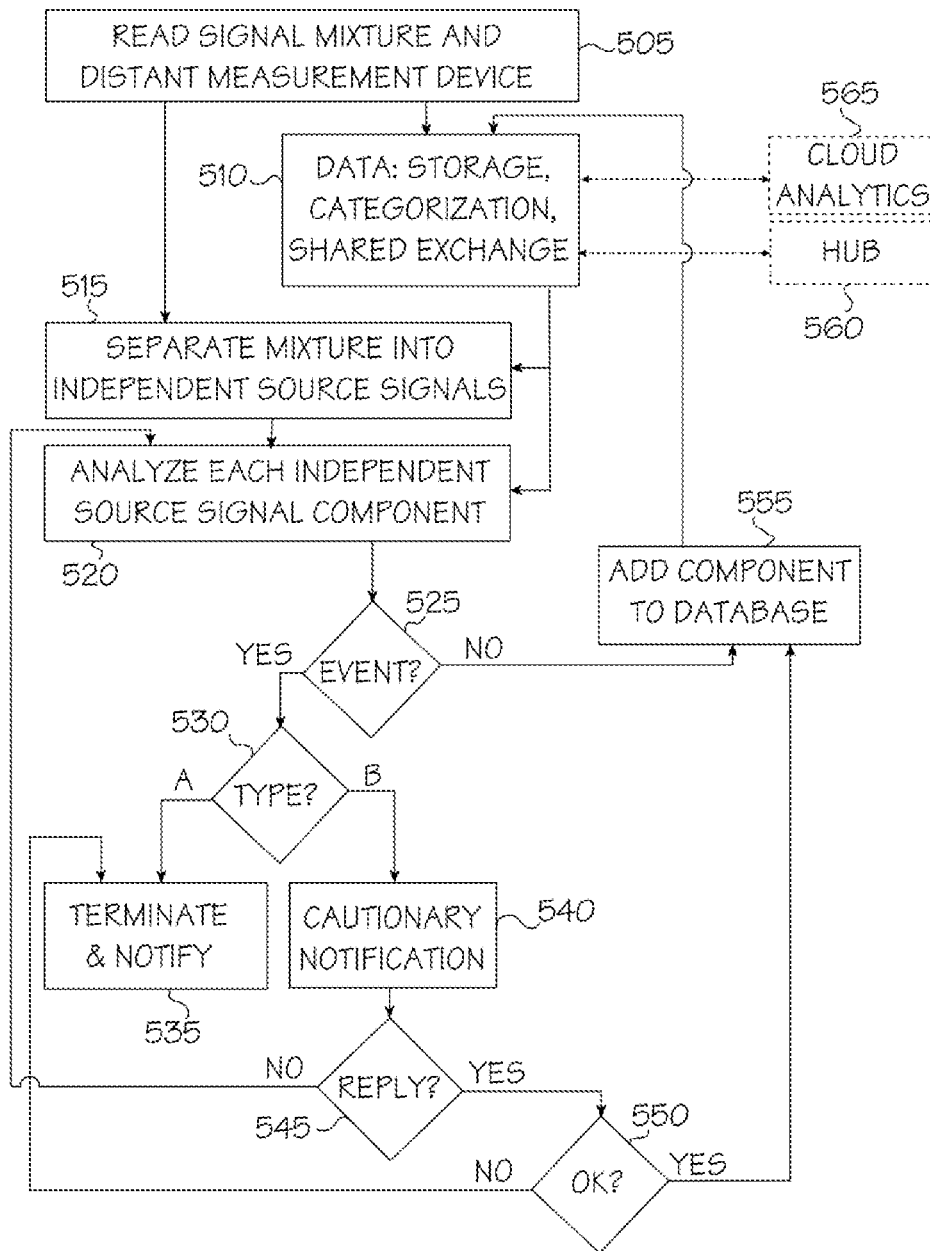 READ SIGNAL MIXTURE AND
DISTANT MEASUREMENT DEVICE
505
565
510
DATA: STORAGE,
CATEGORIZATION,
SHARED EXCHANGE
CLOUD
ANALYTICS
HUB
560
515
SEPARATE MIXTURE INTO
INDEPENDENT SOURCE SIGNALS
ANALYZE EACH INDEPENDENT
SOURCE SIGNAL COMPONENT
520
555
ADD COMPONENT
TO DATABASE
525
YES
EVENT?
NO
530
A
TYPE?
B
TERMINATE
& NOTIFY
535
CAUTIONARY
NOTIFICATION
540
NO
REPLY?
YES
545
550
NO
OK?
YES